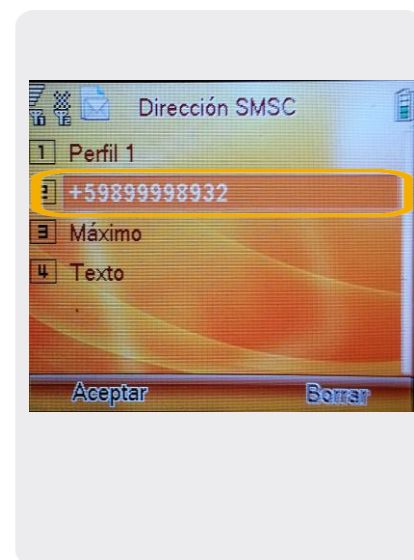 Dirección SMSC
1 Perfil 1
2 +59899998932
3 Máximo
4 Texto
Aceptar Borrar